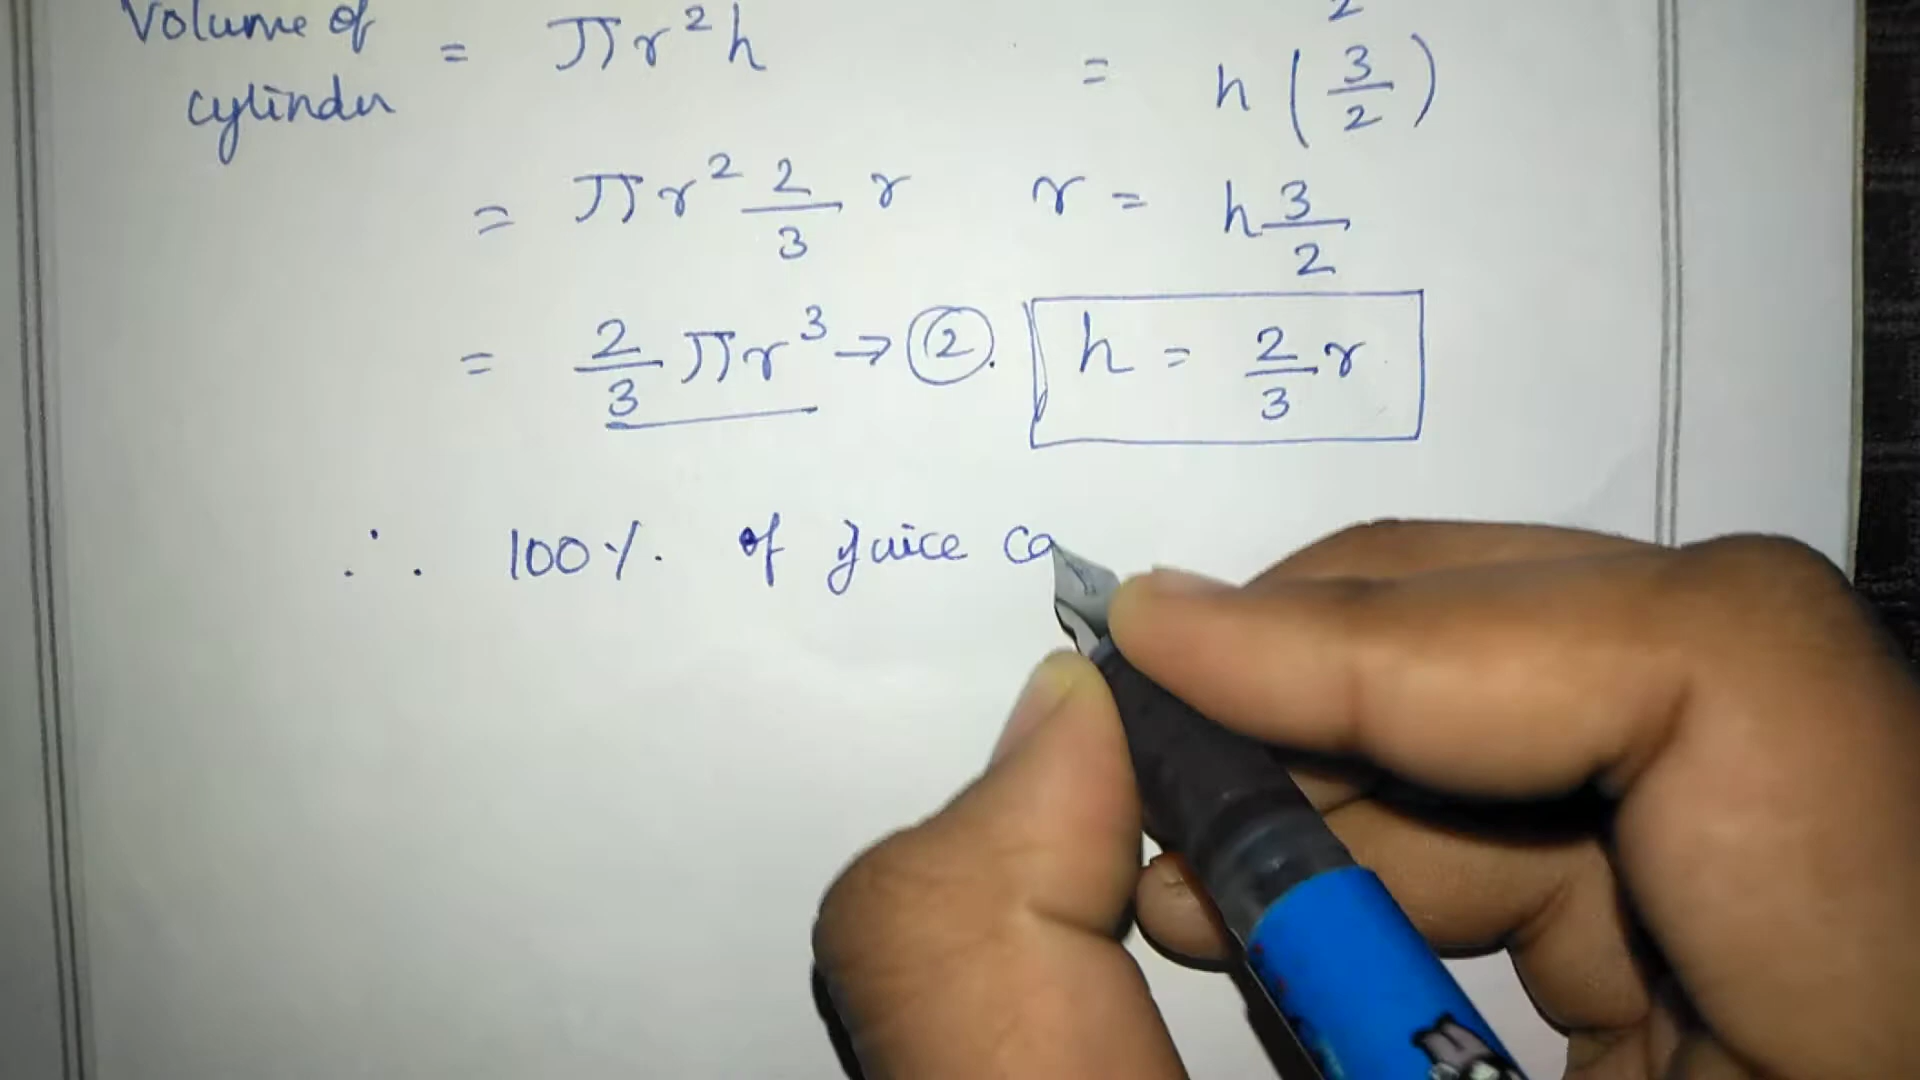 Volume of cylinder = πr²h
= πr² 2/3 r
= 2/3 πr³ → ②.
2
= h (3/2)
r = h 3/2
h = 2/3 r
∴ 100%. of juice ca